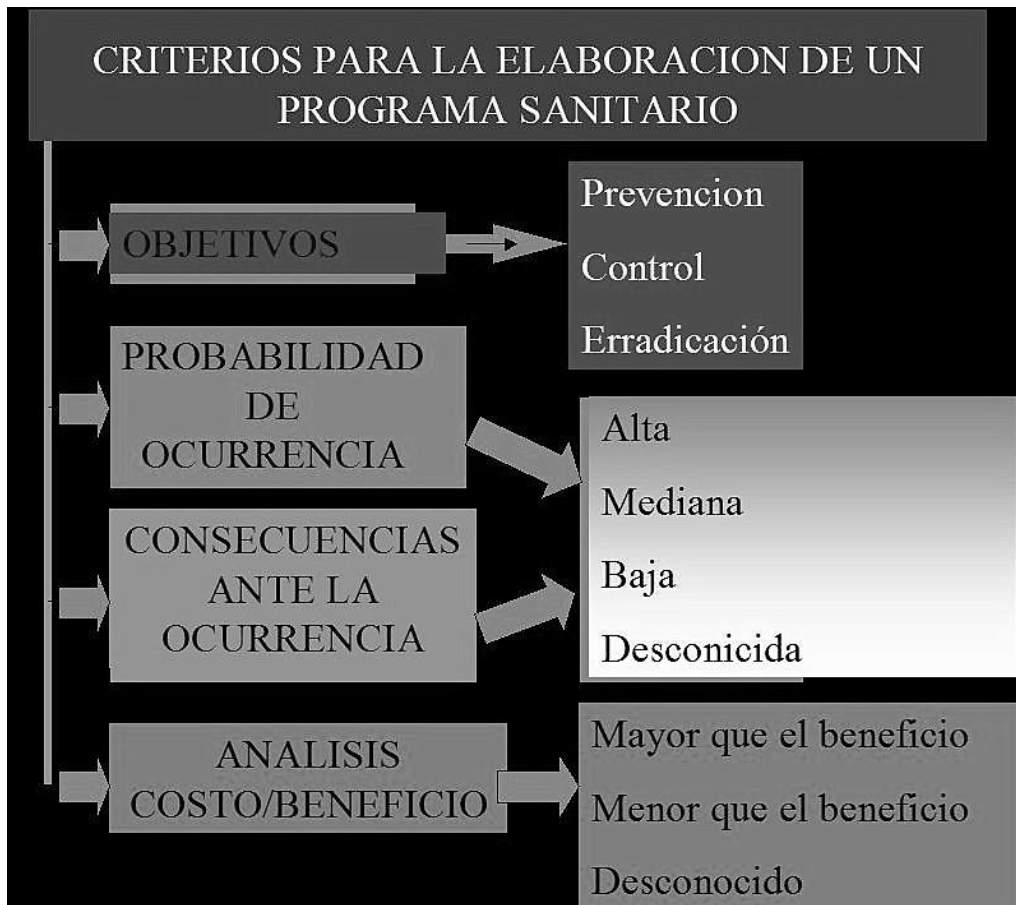 CRITERIOS PARA LA ELABORACION DE UN
PROGRAMA SANITARIO
OBJETIVOS
Prevencion
Control
Erradicación
PROBABILIDAD
DE
OCURRENCIA
CONSECUENCIAS
ANTE LA
OCURRENCIA
Alta
Mediana
Baja
Desconicida
ANALISIS
COSTO/BENEFICIO
Mayor que el beneficio
Menor que el beneficio
Desconocido